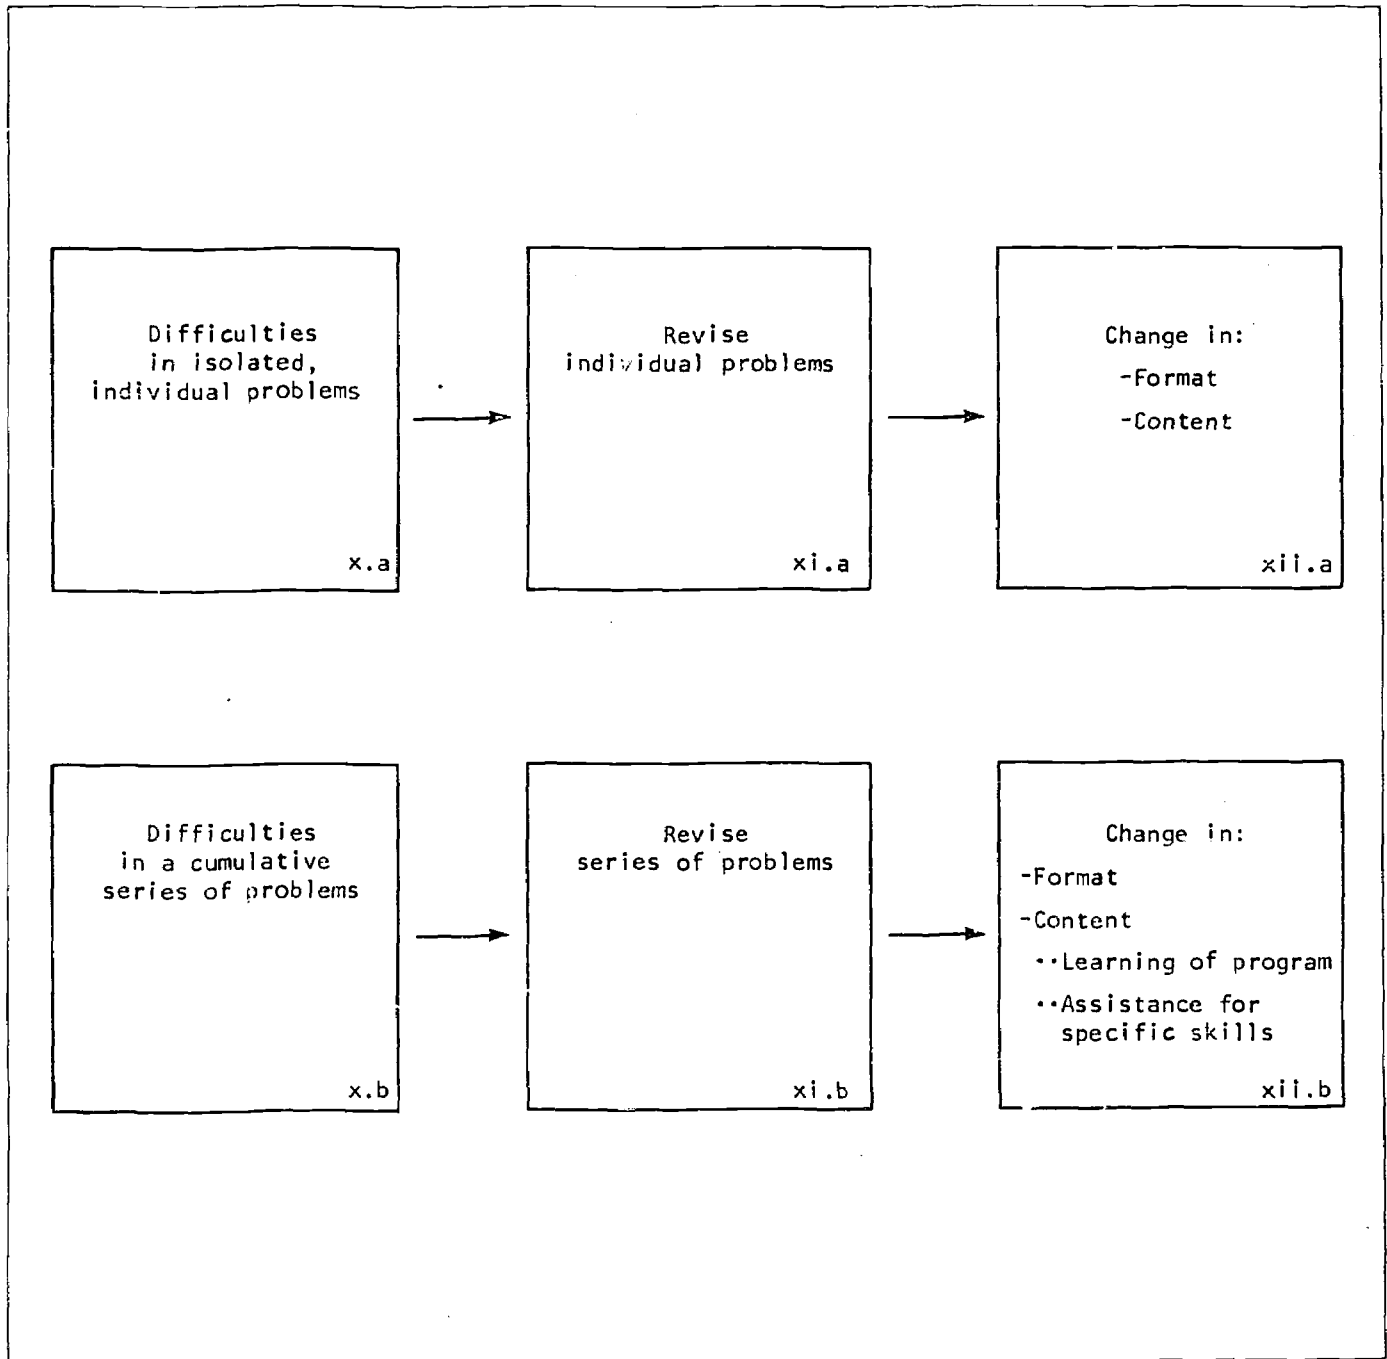 Difficulties
in isolated,
individual problems
x.a
Revise
individual problems
xi.a
Change in:
-Format
-Content
xii.a
Difficulties
in a cumulative
series of problems
x.b
Revise
series of problems
xi.b
Change in:
-Format
-Content
··Learning of program
··Assistance for
specific skills
xii.b